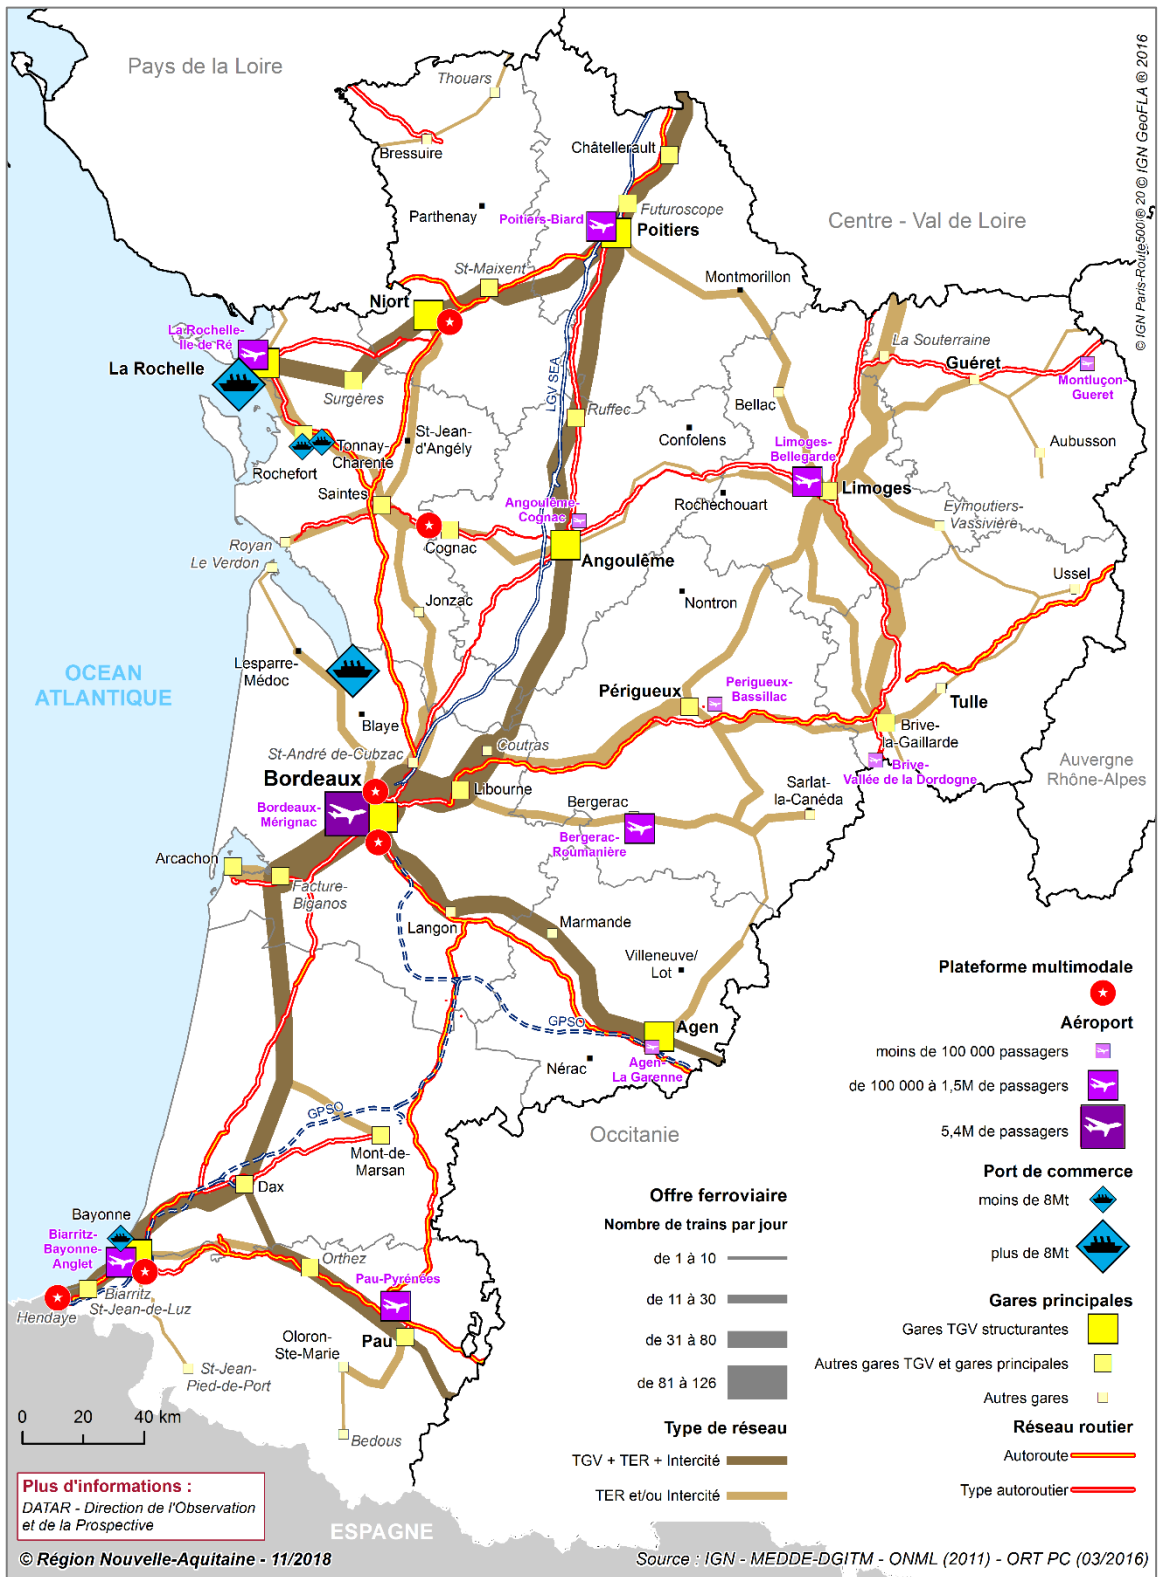 Pays de la Loire
Thouars
© IGN Paris-Route500® 20 © IGN GeoFLA ® 2016
Châtellerault
Bressuire
Parthenay
Poitiers-Biard
Futuroscope
Poitiers
Centre - Val de Loire
St-Maixent
Montmorillon
Niort
La Rochelle-
Ile de Ré
La Rochelle
La Souterraine
Guéret
Montluçon-
Gueret
LGV SEA
Surgères
Ruffec
Bellac
St-Jean-
d'Angély
Confolens
Aubusson
Tonnay-
Charente
Rochefort
Limoges-
Bellegarde
Limoges
Saintes
Rochechouart
Angoulême-
Cognac
Eymoutiers-
Vassivière
Royan
Cognac
Le Verdon
Angoulême
Ussel
Jonzac
Nontron
OCEAN
ATLANTIQUE
Lesparre-
Médoc
Périgueux
Perigueux-
Bassillac
Tulle
Blaye
Brive-
la-Gaillarde
St-André de-Cubzac
Coutras
Brive-
Vallée de la Dordogne
Auvergne
Rhône-Alpes
Bordeaux
Libourne
Bordeaux-
Mérignac
Bergerac
Sarlat-
la-Canéda
Bergerac-
Roumanière
Arcachon
Facture-
Biganos
Langon
Marmande
Villeneuve/
Lot
GPSO
Agen
Agen-
La Garenne
Nérac
GPSO
Occitanie
Mont-de-
Marsan
Dax
Bayonne
Biarritz-
Bayonne-
Anglet
Orthez
Pau-Pyrénées
Biarritz
St-Jean-de-Luz
Hendaye
Oloron-
Ste-Marie
Pau
St-Jean-
Pied-de-Port
Bedous
ESPAGNE
0 20 40 km
Plateforme multimodale
Aéroport
moins de 100 000 passagers
de 100 000 à 1,5M de passagers
5,4M de passagers
Port de commerce
moins de 8Mt
plus de 8Mt
Gares principales
Gares TGV structurantes
Autres gares TGV et gares principales
Autres gares
Réseau routier
Autoroute
Type autoroutier
Offre ferroviaire
Nombre de trains par jour
de 1 à 10
de 11 à 30
de 31 à 80
de 81 à 126
Type de réseau
TGV + TER + Intercité
TER et/ou Intercité
Plus d'informations :
DATAR - Direction de l'Observation
et de la Prospective
© Région Nouvelle-Aquitaine - 11/2018
Source : IGN - MEDDE-DGITM - ONML (2011) - ORT PC (03/2016)